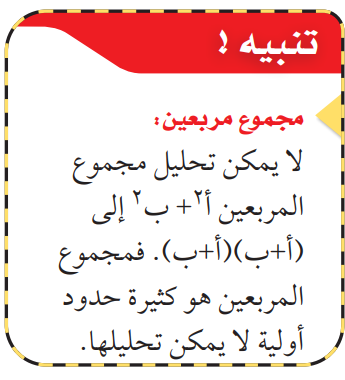 تنبيه !
مجموع مربعين:
لا يمكن تحليل مجموع
المربعين أ٢ + ب٢ إلى
(أ+ب)(أ+ب). فمجموع
المربعين هو كثيرة حدود
أولية لا يمكن تحليلها.